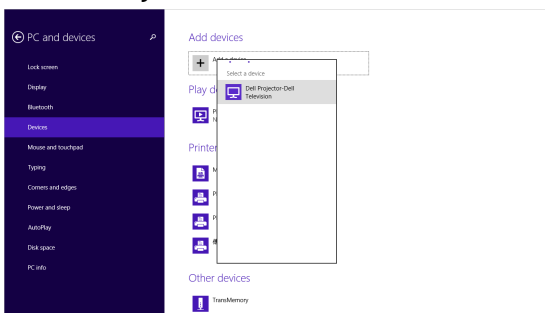 PC and devices
Lock screen
Display
Bluetooth
Devices
Mouse and touchpad
Typing
Corners and edges
Power and sleep
AutoPlay
Disk space
PC info
Add devices
Select a device
Dell Projector-Dell
Television
Play d
P
N
Printer
M
P
P
Other devices
TransMemory